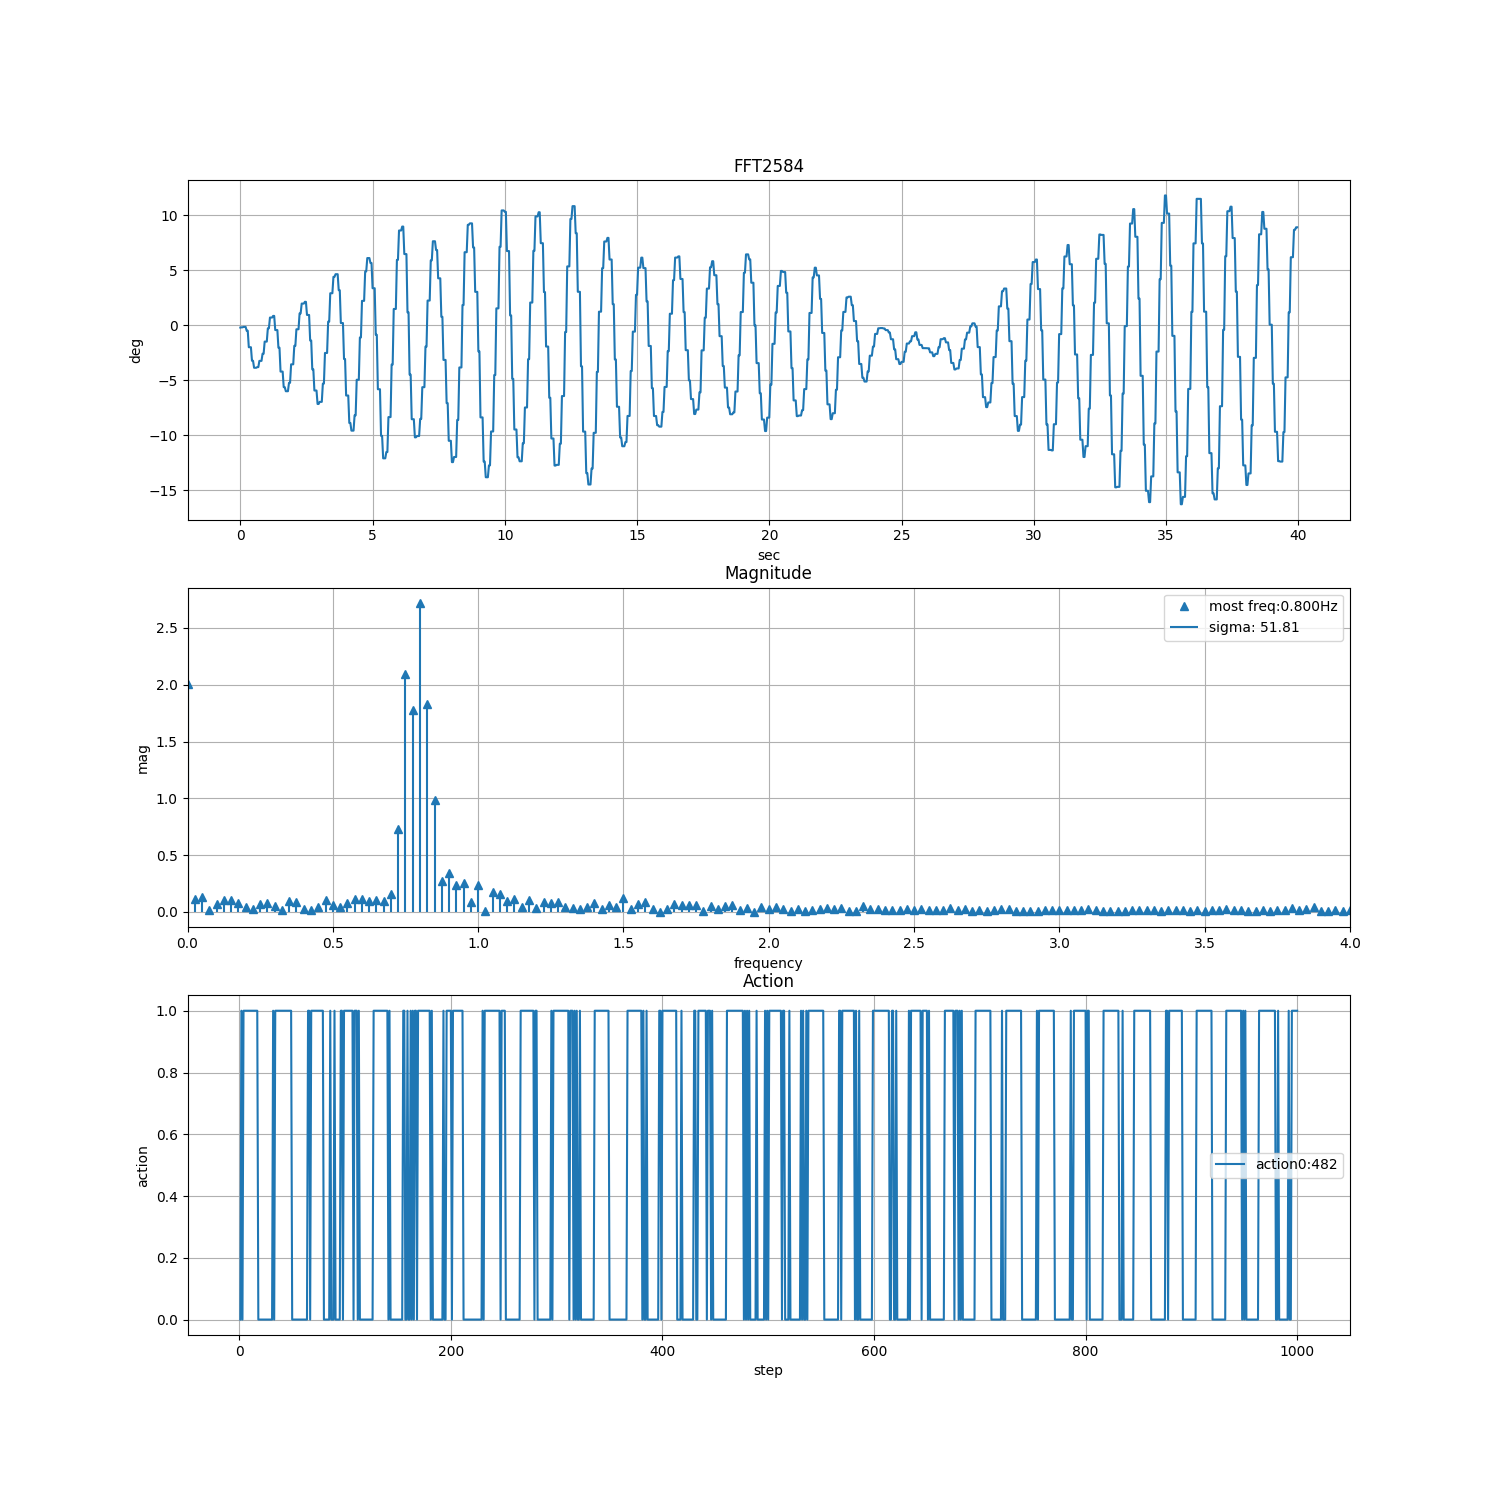 FFT2584
10
5
0
−5
−10
−15
deg
0 5 10 15 20 25 30 35 40
sec
Magnitude
most freq:0.800Hz
sigma: 51.81
2.5
2.0
1.5
1.0
0.5
0.0
mag
0.0 0.5 1.0 1.5 2.0 2.5 3.0 3.5 4.0
frequency
Action
1.0
0.8
0.6
0.4
0.2
0.0
action
action0:482
0 200 400 600 800 1000
step